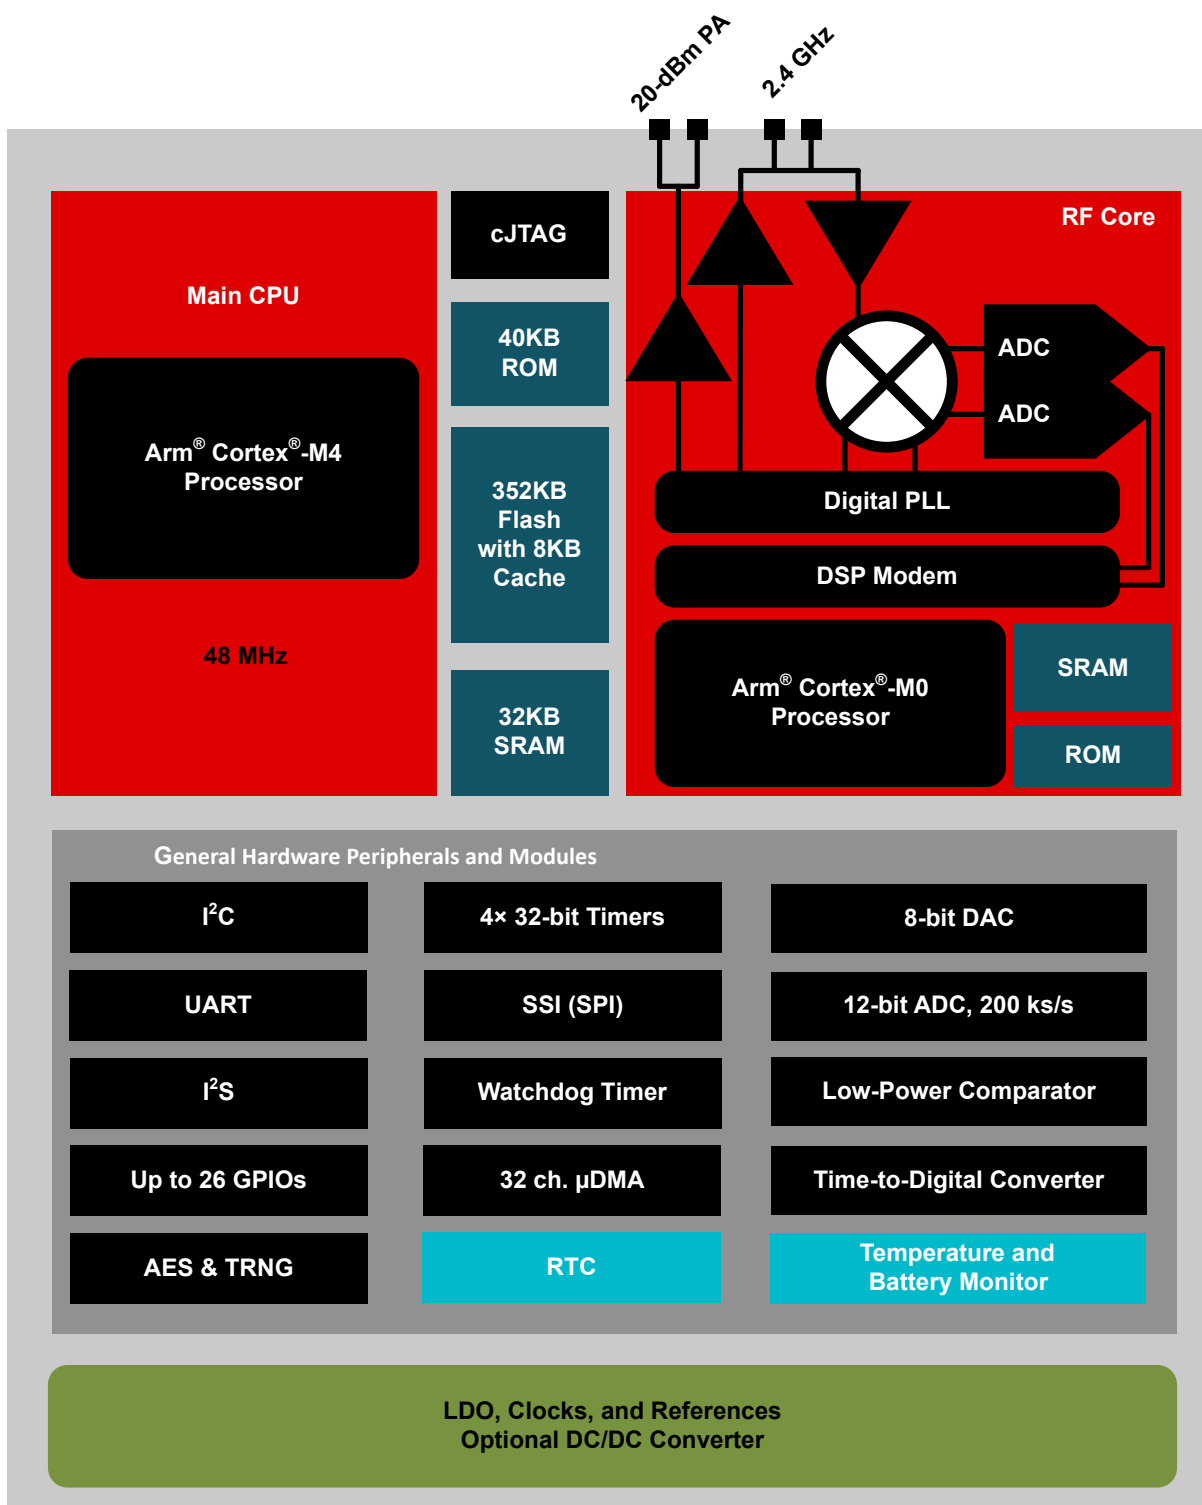 20-dBm PA
2.4 GHz
Main CPU
Arm® Cortex®-M4
Processor
48 MHz
cJTAG
40KB
ROM
352KB
Flash
with 8KB
Cache
32KB
SRAM
RF Core
ADC
ADC
Digital PLL
DSP Modem
Arm® Cortex®-M0
Processor
SRAM
ROM
General Hardware Peripherals and Modules
I²C
4× 32-bit Timers
8-bit DAC
UART
SSI (SPI)
12-bit ADC, 200 ks/s
I²S
Watchdog Timer
Low-Power Comparator
Up to 26 GPIOs
32 ch. µDMA
Time-to-Digital Converter
AES & TRNG
RTC
Temperature and
Battery Monitor
LDO, Clocks, and References
Optional DC/DC Converter